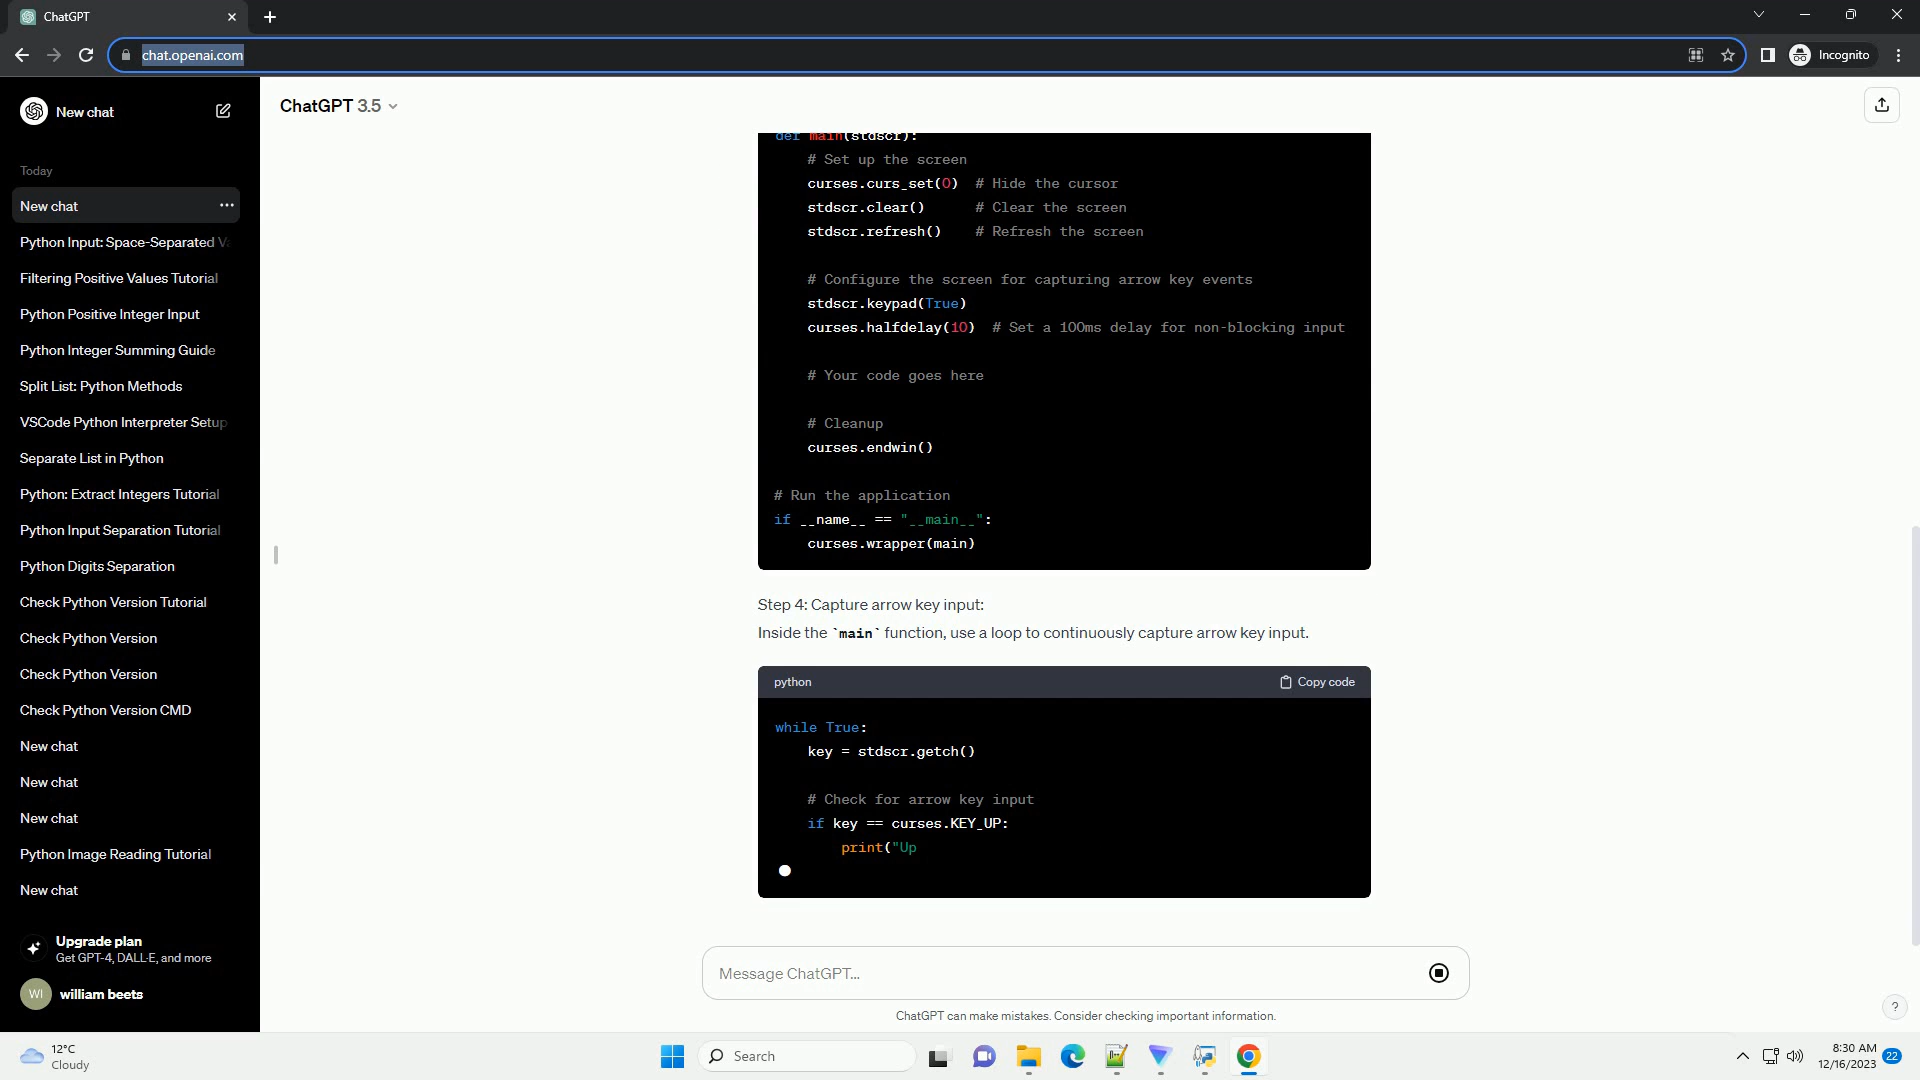 ChatGPT
chat.openai.com
Incognito
New chat
Today
New chat
Python Input: Space-Separated Va
Filtering Positive Values Tutorial
Python Positive Integer Input
Python Integer Summing Guide
Split List: Python Methods
VSCode Python Interpreter Setup
Separate List in Python
Python: Extract Integers Tutorial
Python Input Separation Tutorial
Python Digits Separation
Check Python Version Tutorial
Check Python Version
Check Python Version
Check Python Version CMD
New chat
New chat
New chat
Python Image Reading Tutorial
New chat
Upgrade plan
Get GPT-4, DALL·E, and more
WI
william beets
ChatGPT 3.5
def main(stdscr):
# Set up the screen
curses.curs_set(0)  # Hide the cursor
stdscr.clear()      # Clear the screen
stdscr.refresh()    # Refresh the screen
# Configure the screen for capturing arrow key events
stdscr.keypad(True)
curses.halfdelay(10)  # Set a 100ms delay for non-blocking input
# Your code goes here
# Cleanup
curses.endwin()
# Run the application
if __name__ == "__main__":
curses.wrapper(main)
Step 4: Capture arrow key input:
Inside the `main` function, use a loop to continuously capture arrow key input.
python
Copy code
while True:
key = stdscr.getch()
# Check for arrow key input
if key == curses.KEY_UP:
print("Up
Message ChatGPT...
ChatGPT can make mistakes. Consider checking important information.
?
12°C
Cloudy
Search
8:30 AM
12/16/2023
22